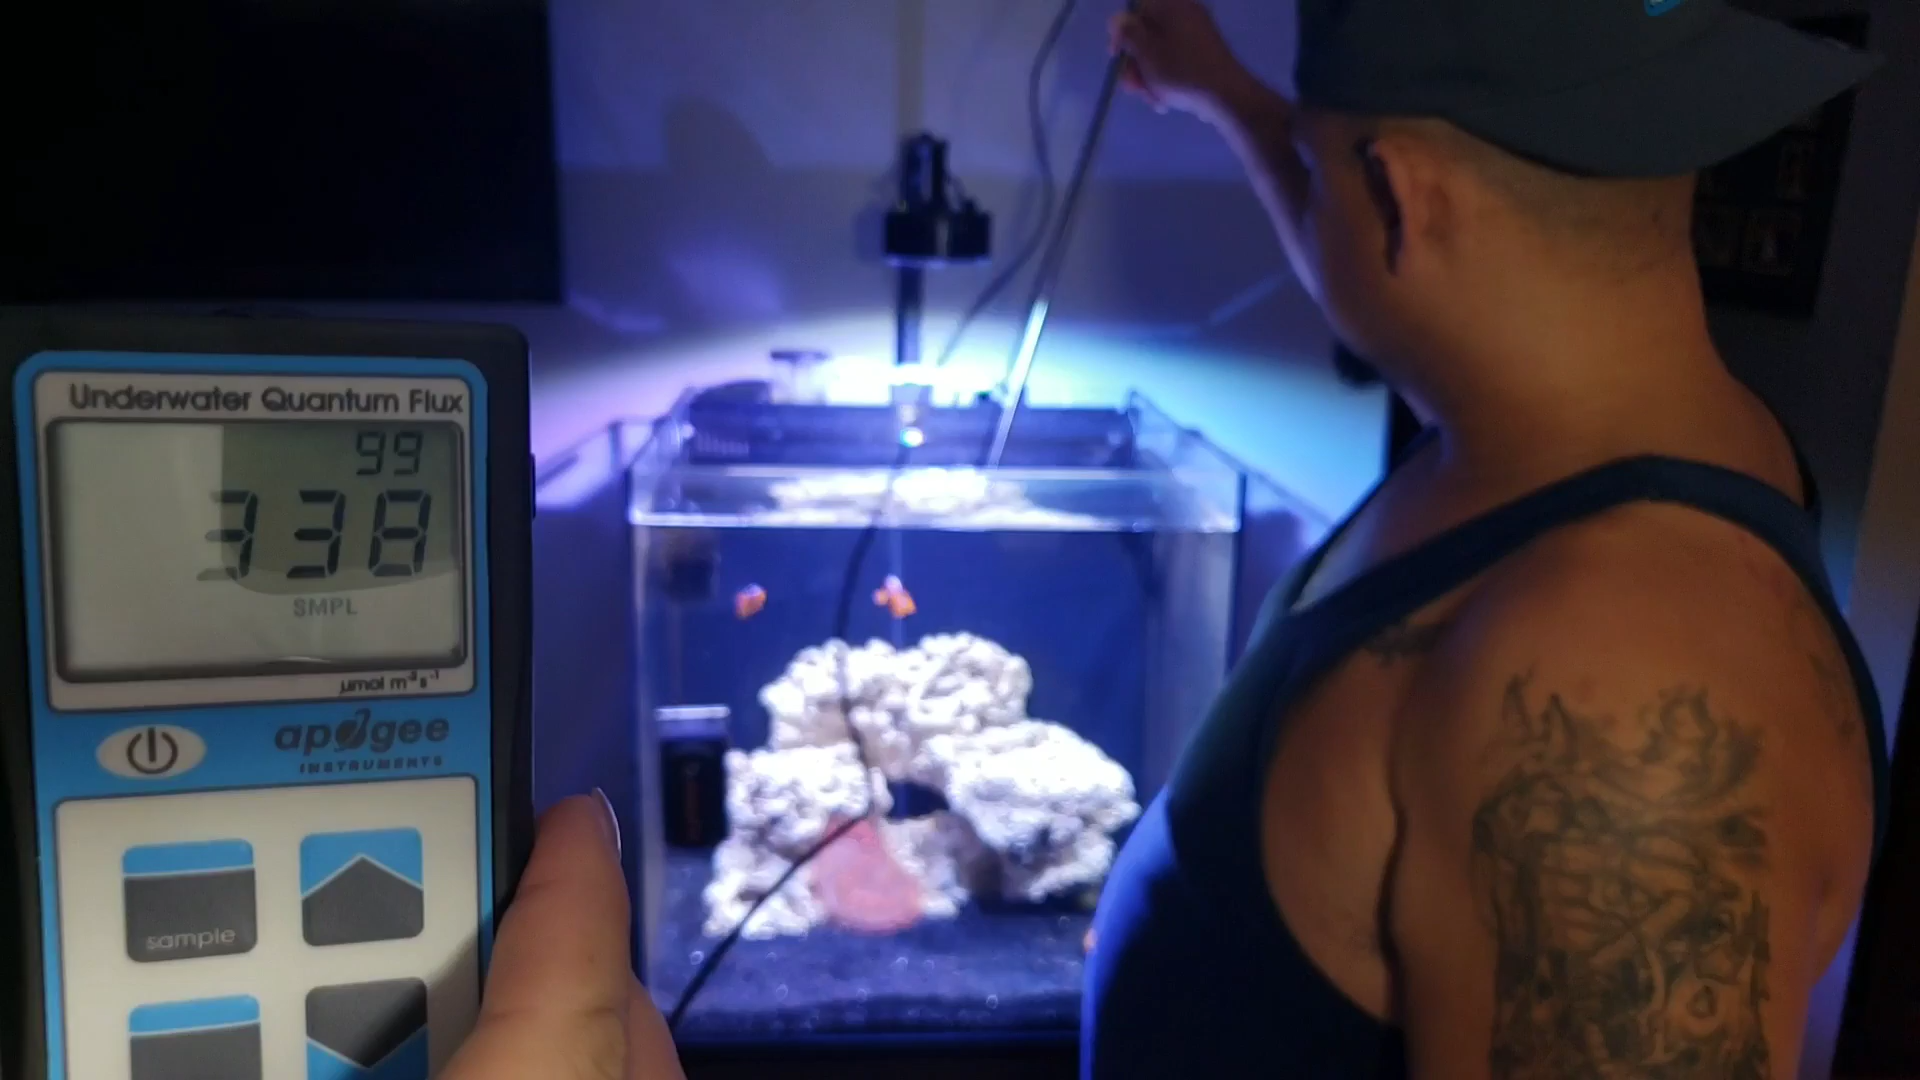 Underwater Quantum Flux
99
338
SMPL
µmol m⁻² s⁻¹
apogee
INSTRUMENTS
sample